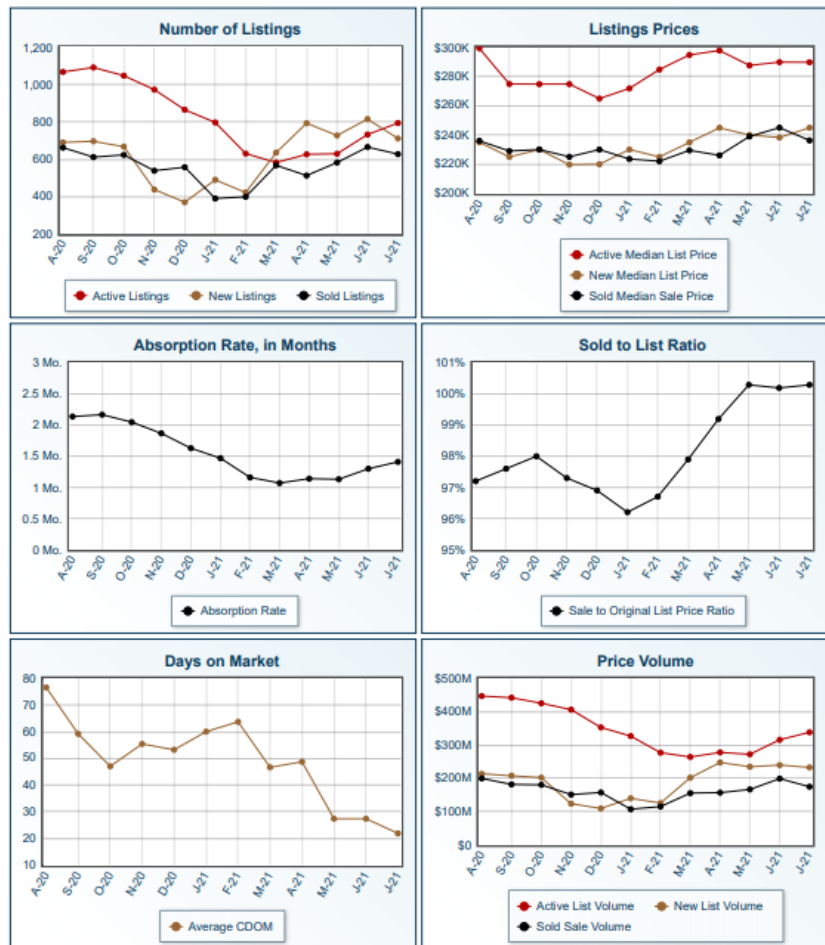 Number of Listings
1,200
1,000
800
600
400
200
A-20 S-20 O-20 N-20 D-20 J-21 F-21 M-21 A-21 M-21 J-21 J-21
Active Listings New Listings Sold Listings
Listings Prices
$300K
$280K
$260K
$240K
$220K
$200K
A-20 S-20 O-20 N-20 D-20 J-21 F-21 M-21 A-21 M-21 J-21 J-21
Active Median List Price
New Median List Price
Sold Median Sale Price
Absorption Rate, in Months
3 Mo.
2.5 Mo.
2 Mo.
1.5 Mo.
1 Mo.
0.5 Mo.
0 Mo.
A-20 S-20 O-20 N-20 D-20 J-21 F-21 M-21 A-21 M-21 J-21 J-21
Absorption Rate
Sold to List Ratio
101%
100%
99%
98%
97%
96%
95%
A-20 S-20 O-20 N-20 D-20 J-21 F-21 M-21 A-21 M-21 J-21 J-21
Sale to Original List Price Ratio
Days on Market
80
70
60
50
40
30
20
10
A-20 S-20 O-20 N-20 D-20 J-21 F-21 M-21 A-21 M-21 J-21 J-21
Average CDOM
Price Volume
$500M
$400M
$300M
$200M
$100M
$0
A-20 S-20 O-20 N-20 D-20 J-21 F-21 M-21 A-21 M-21 J-21 J-21
Active List Volume New List Volume
Sold Sale Volume